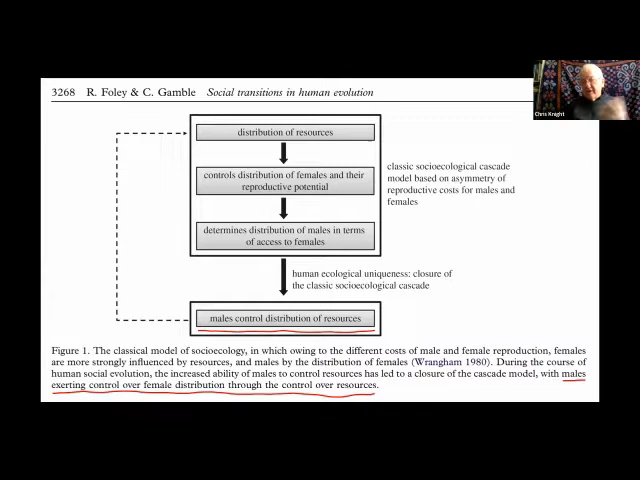 3268 R. Foley & C. Gamble Social transitions in human evolution
Chris Knight
distribution of resources
controls distribution of females and their
reproductive potential
determines distribution of males in terms
of access to females
classic socioecological cascade
model based on asymmetry of
reproductive costs for males and
females
human ecological uniqueness: closure of
the classic socioecological cascade
males control distribution of resources
Figure 1. The classical model of socioecology, in which owing to the different costs of male and female reproduction, females
are more strongly influenced by resources, and males by the distribution of females (Wrangham 1980). During the course of
human social evolution, the increased ability of males to control resources has led to a closure of the cascade model, with males
exerting control over female distribution through the control over resources.